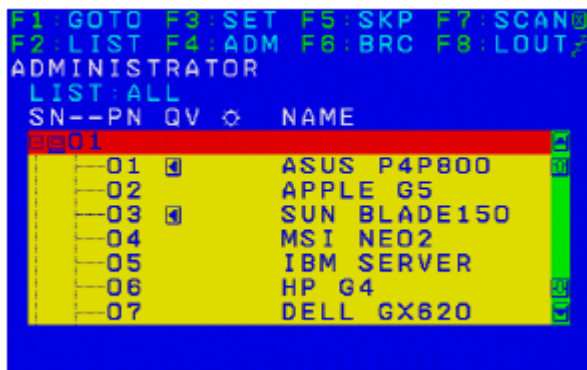 F1:GOTO F3:SET F5:SKP F7:SCAN
F2:LIST F4:ADM F6:BRC F8:LOUT
ADMINISTRATOR
LIST:ALL
SN--PN QV NAME
01
01 ASUS P4P800
02 APPLE G5
03 SUN BLADE150
04 MSI NEO2
05 IBM SERVER
06 HP G4
07 DELL GX620